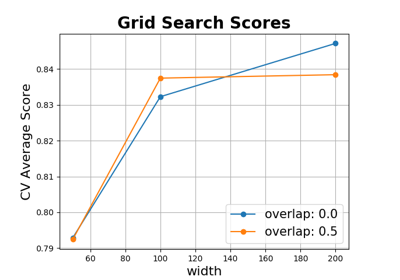 Grid Search Scores
CV Average Score
0.84
0.83
0.82
0.81
0.80
0.79
overlap: 0.0
overlap: 0.5
60 80 100 120 140 160 180 200
width